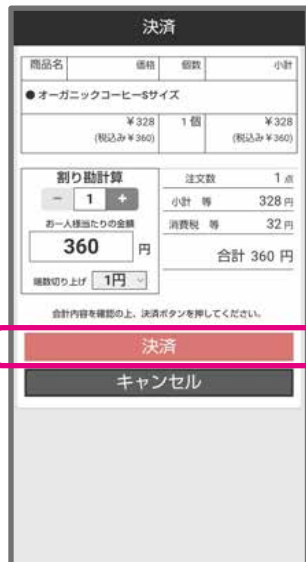 決済
商品名 価格 個数 小計
● オーガニックコーヒーSサイズ
¥328 1 個 ¥328
(税込み¥360) (税込み¥360)
割り勘計算 注文数 1 点
− 1 + 小計 等 328 円
お一人様当たりの金額 消費税 等 32 円
360 円 合計 360 円
端数切り上げ 1円
合計内容を確認の上、決済ボタンを押してください。
決済
キャンセル